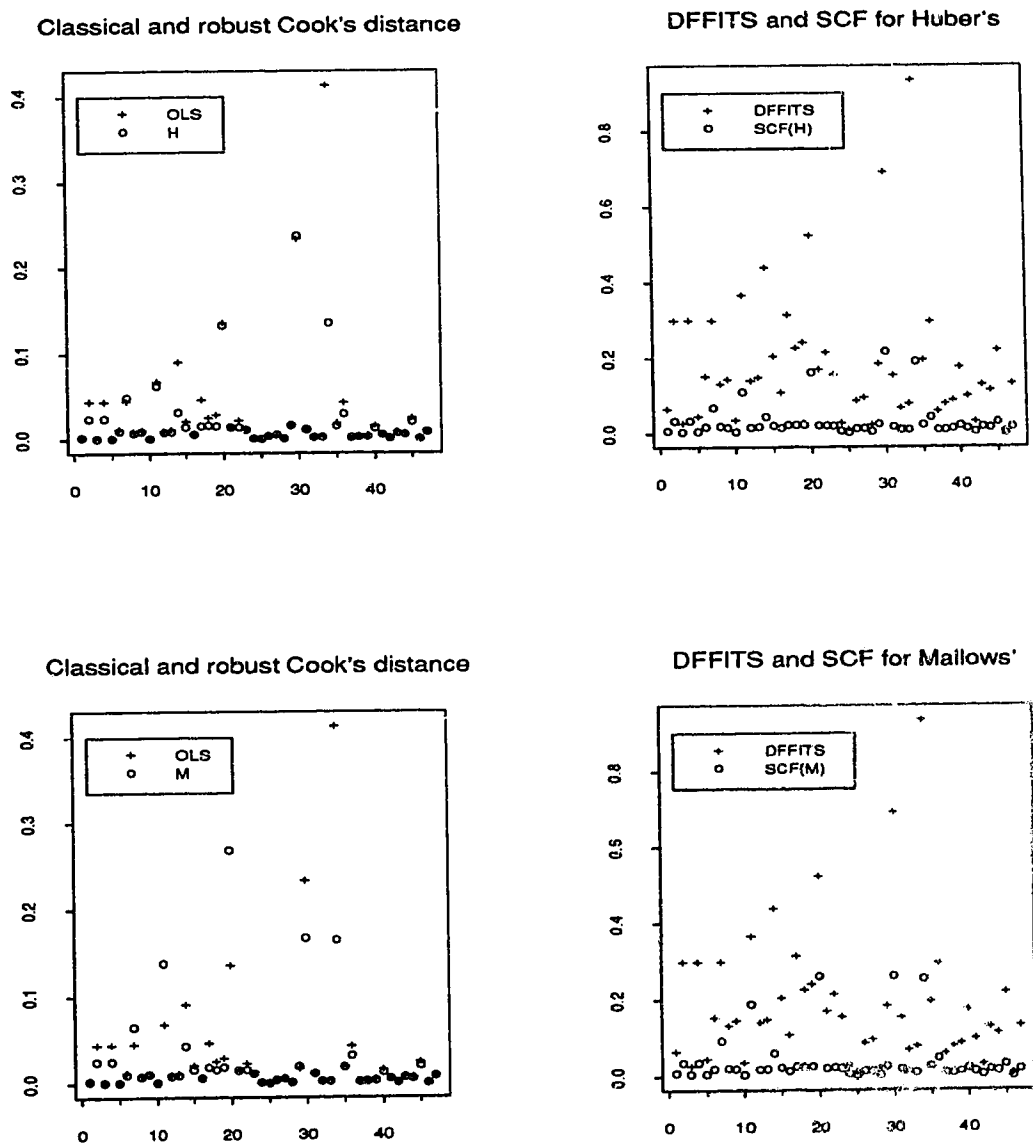 Classical and robust Cook's distance
+ OLS
o H
0.4
0.3
0.2
0.1
0.0
0 10 20 30 40
DFFITS and SCF for Huber's
+ DFFITS
o SCF(H)
0.8
0.6
0.4
0.2
0.0
0 10 20 30 40
Classical and robust Cook's distance
+ OLS
o M
0.4
0.3
0.2
0.1
0.0
0 10 20 30 40
DFFITS and SCF for Mallows'
+ DFFITS
o SCF(M)
0.8
0.6
0.4
0.2
0.0
0 10 20 30 40